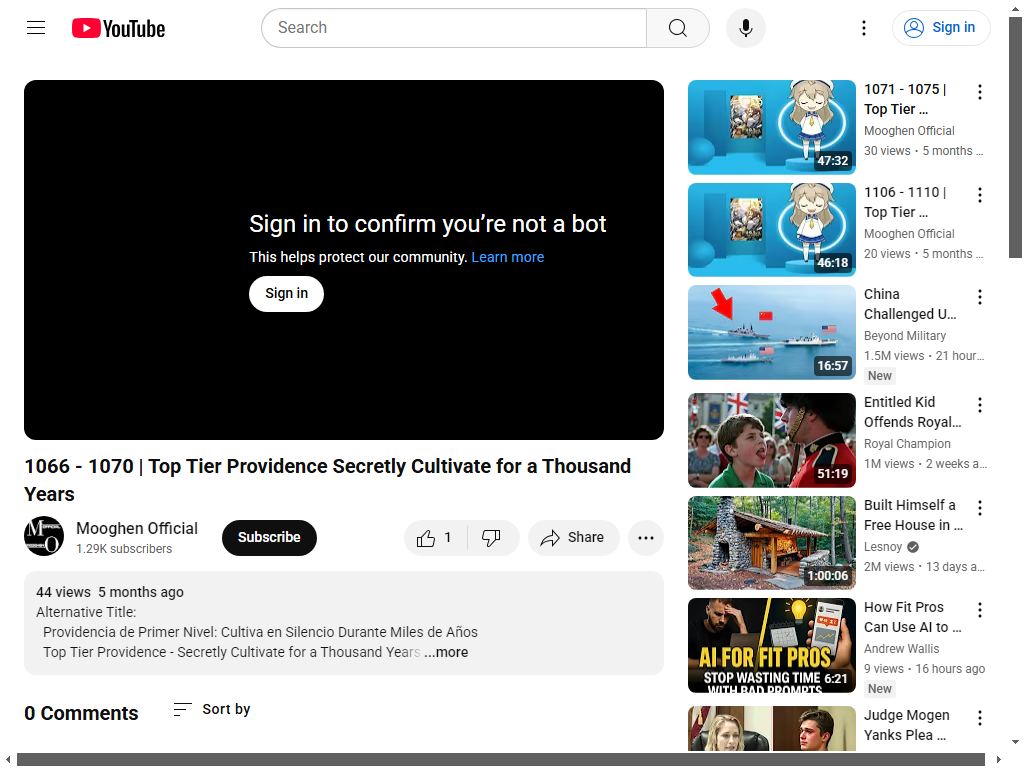 YouTube
Search
Sign in
Sign in to confirm you’re not a bot
This helps protect our community. Learn more
Sign in
1066 - 1070 | Top Tier Providence Secretly Cultivate for a Thousand
Years
Mooghen Official
1.29K subscribers
Subscribe
1
Share
44 views 5 months ago
Alternative Title:
Providencia de Primer Nivel: Cultiva en Silencio Durante Miles de Años
Top Tier Providence - Secretly Cultivate for a Thousand Years ...more
0 Comments
Sort by
47:32
1071 - 1075 |
Top Tier ...
Mooghen Official
30 views • 5 months ...
46:18
1106 - 1110 |
Top Tier ...
Mooghen Official
20 views • 5 months ...
16:57
China
Challenged U...
Beyond Military
1.5M views • 21 hour...
New
51:19
Entitled Kid
Offends Royal...
Royal Champion
1M views • 2 weeks a...
1:00:06
Built Himself a
Free House in ...
Lesnoy
2M views • 13 days a...
AI FOR FIT PROS
STOP WASTING TIME
WITH BAD PROMPTS
6:21
How Fit Pros
Can Use AI to ...
Andrew Wallis
9 views • 16 hours ago
New
Judge Mogen
Yanks Plea ...